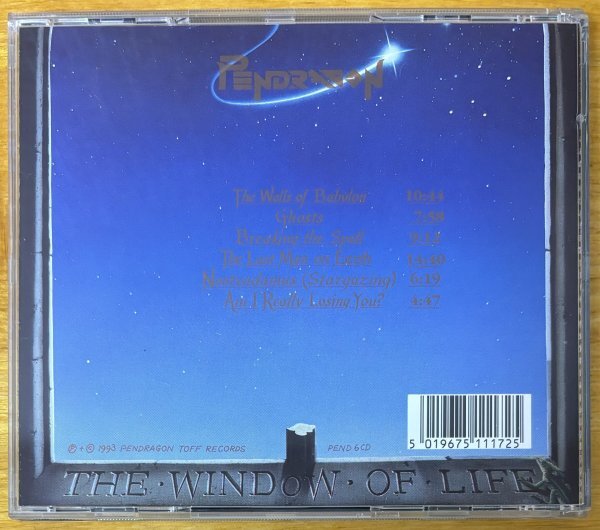 PENDRAGON
The Walls of Babylon 10:44
Ghosts 7:58
Breaking the Spell
The Last Man on Earth 14:40
(Stargazing) 6:19
Am I Really Losing You? 4:47
℗ + © 1993 PENDRAGON TOFF RECORDS PEND 6 CD
5 019675 111725
THE · WINDOW · OF · LIFE